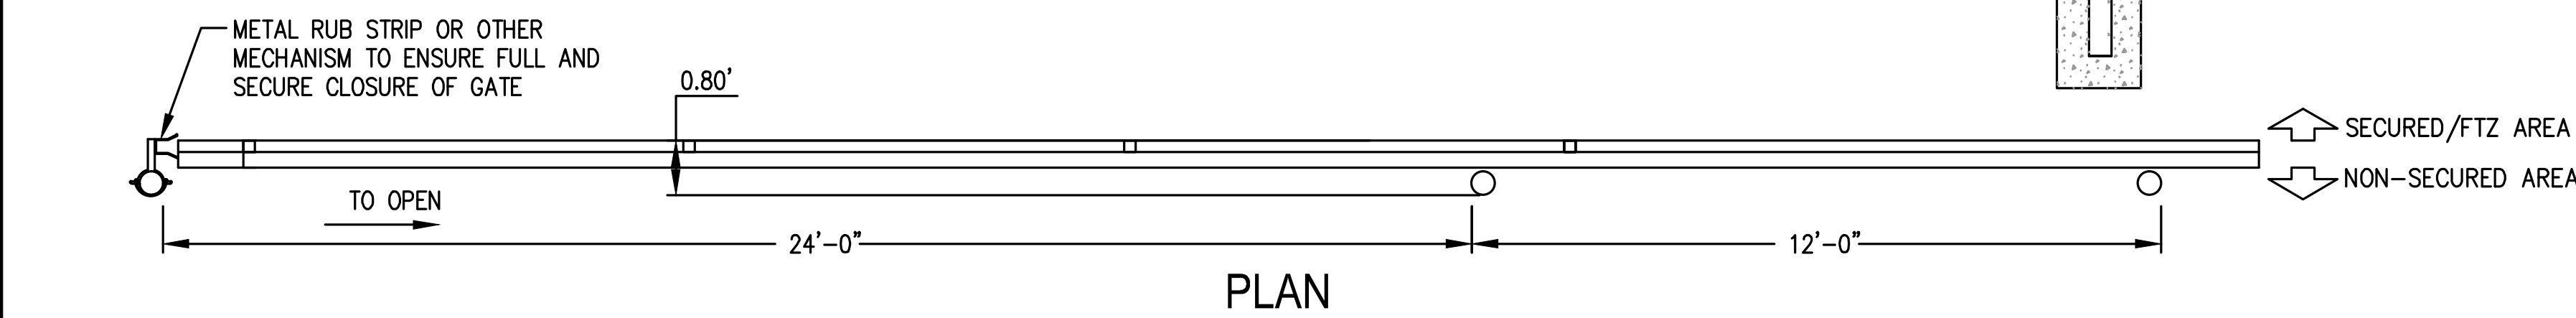 METAL RUB STRIP OR OTHER
MECHANISM TO ENSURE FULL AND
SECURE CLOSURE OF GATE
0.80'
SECURED/FTZ AREA
NON-SECURED AREA
TO OPEN
24'-0"
12'-0"
PLAN